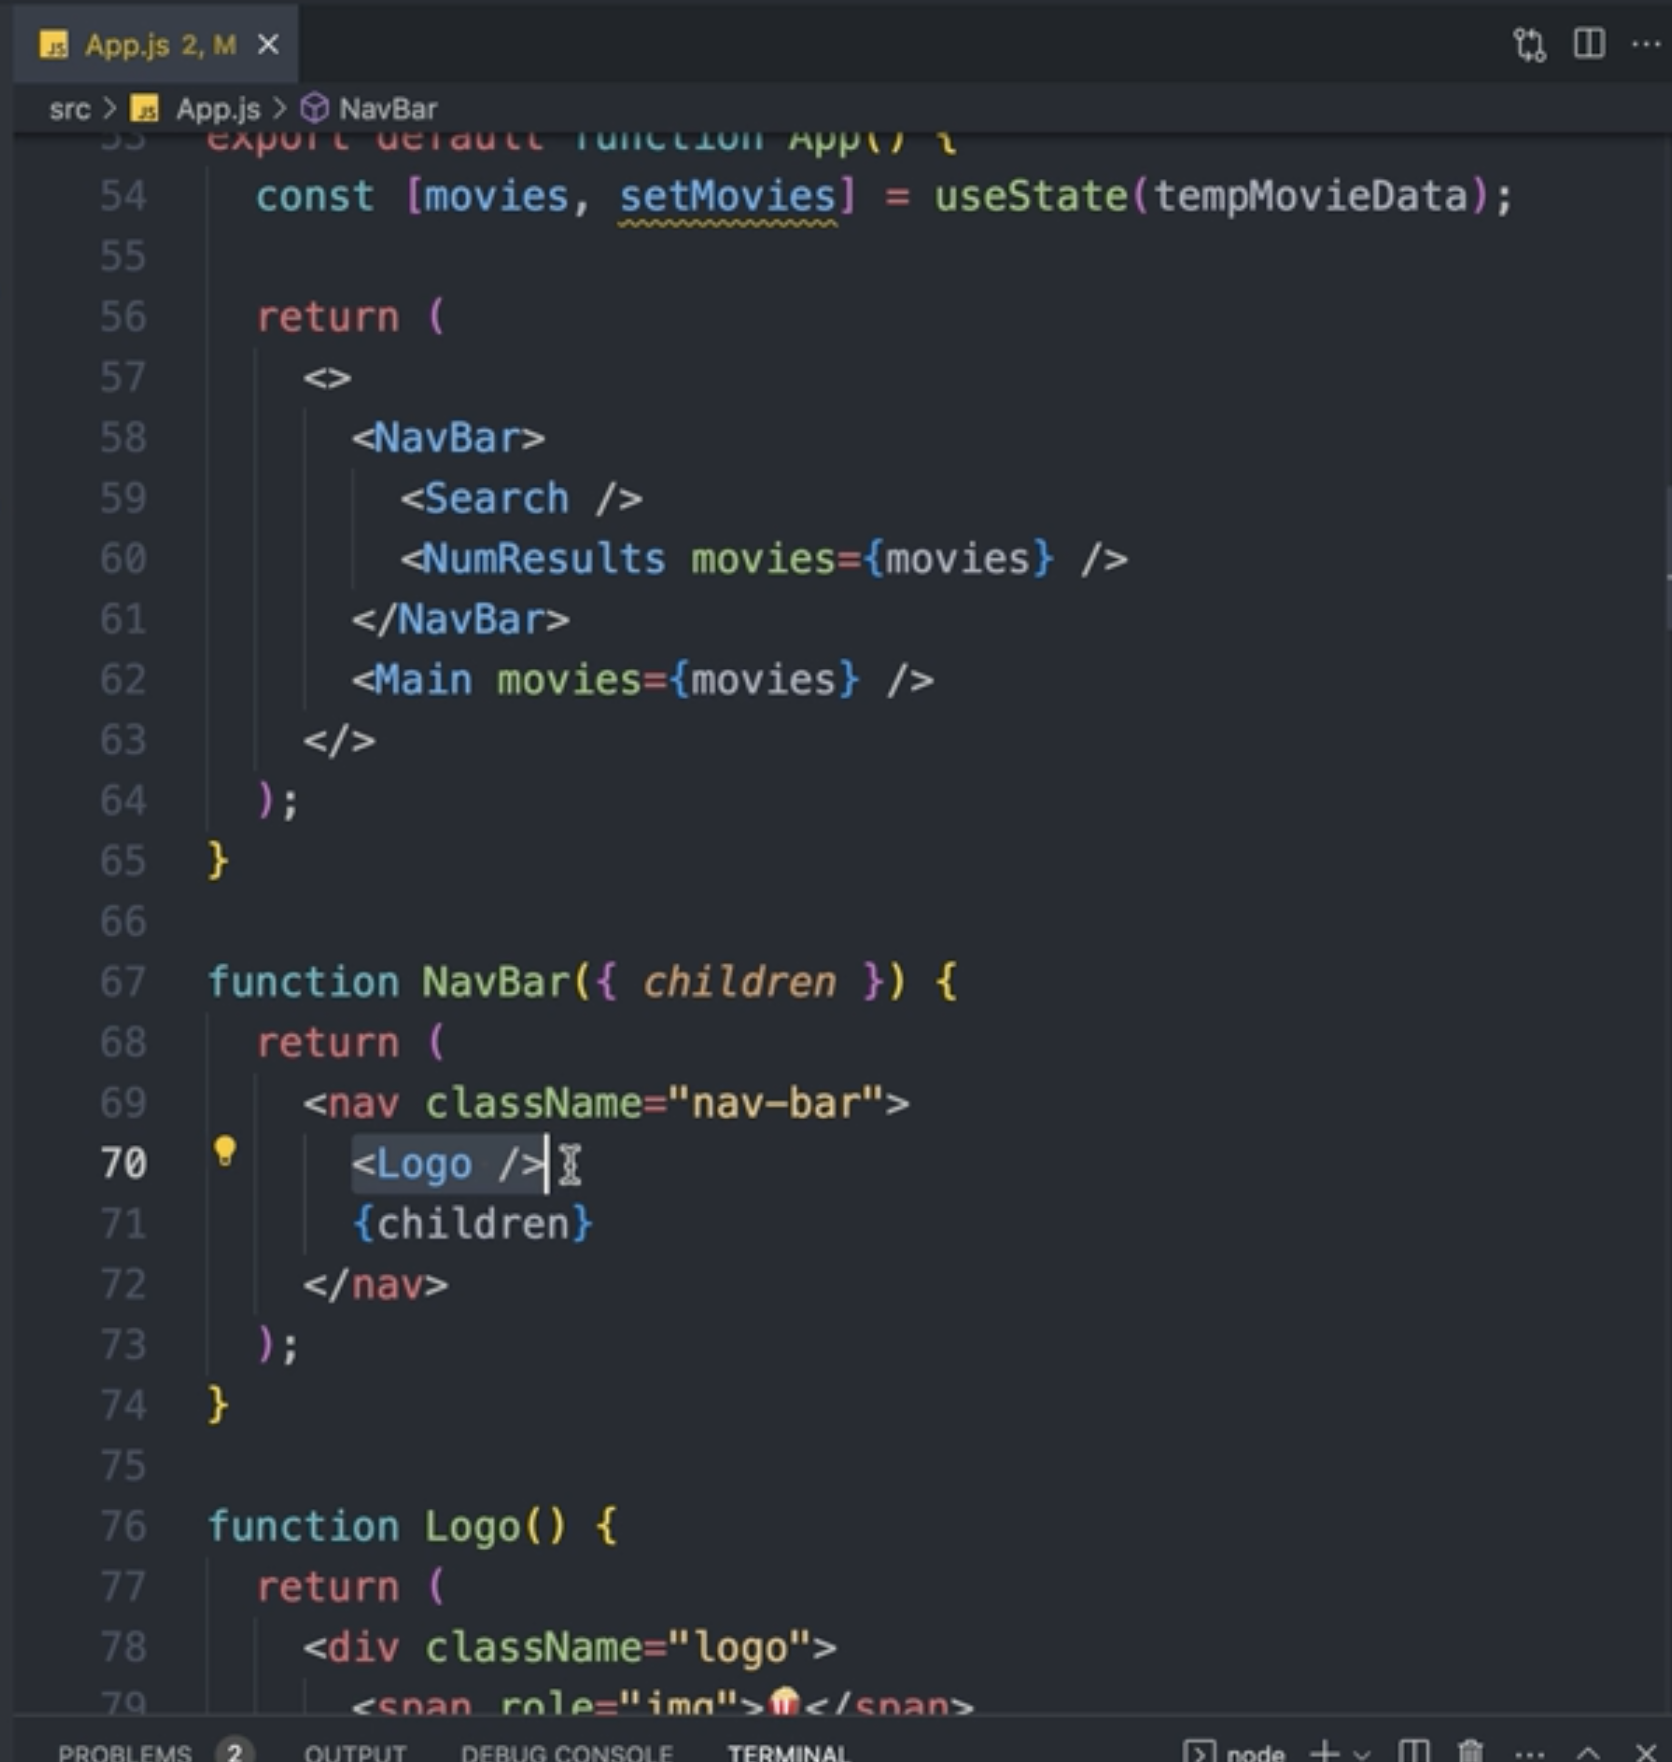 App.js 2, M
src > App.js > NavBar
53 export default function App() {
54 const [movies, setMovies] = useState(tempMovieData);
55
56 return (
57 <>
58 <NavBar>
59 <Search />
60 <NumResults movies={movies} />
61 </NavBar>
62 <Main movies={movies} />
63 </>
64 );
65 }
66
67 function NavBar({ children }) {
68 return (
69 <nav className="nav-bar">
70 <Logo />
71 {children}
72 </nav>
73 );
74 }
75
76 function Logo() {
77 return (
78 <div className="logo">
79 <span role="img">🍿</span>
PROBLEMS 2 OUTPUT DEBUG CONSOLE TERMINAL node